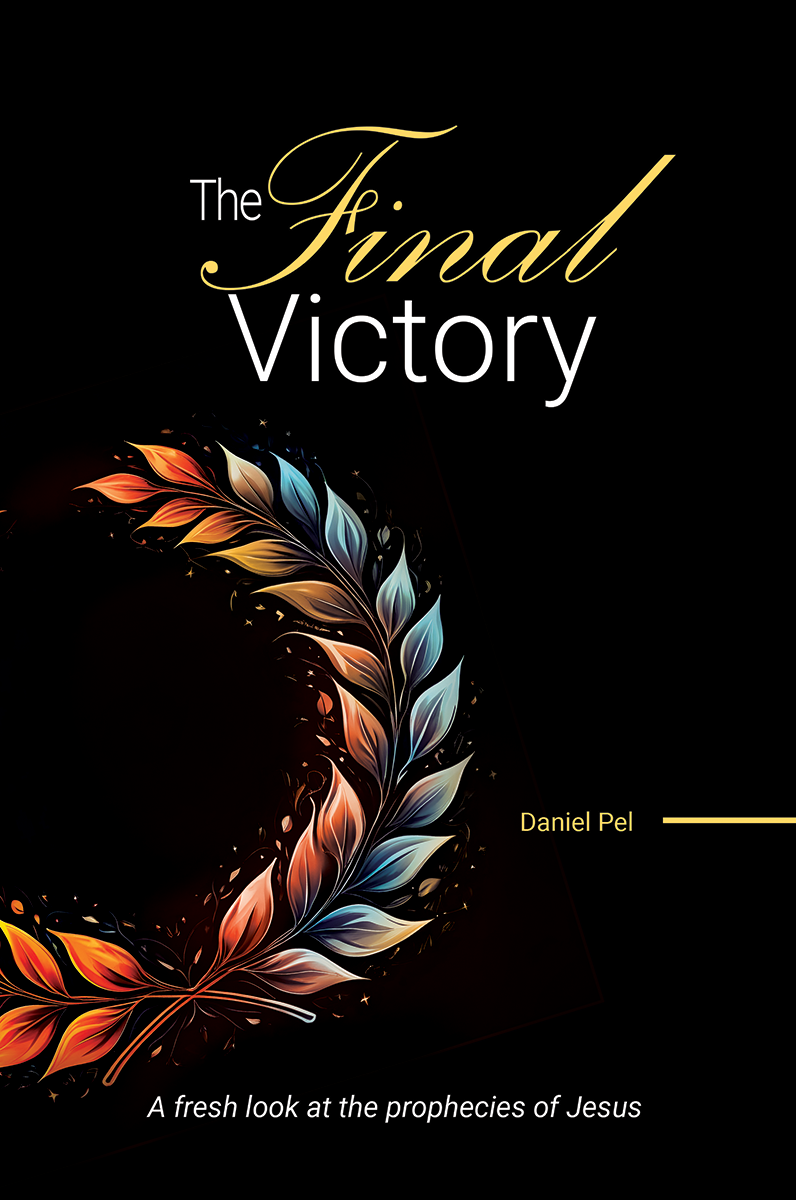 The Final
Victory
Daniel Pel
A fresh look at the prophecies of Jesus